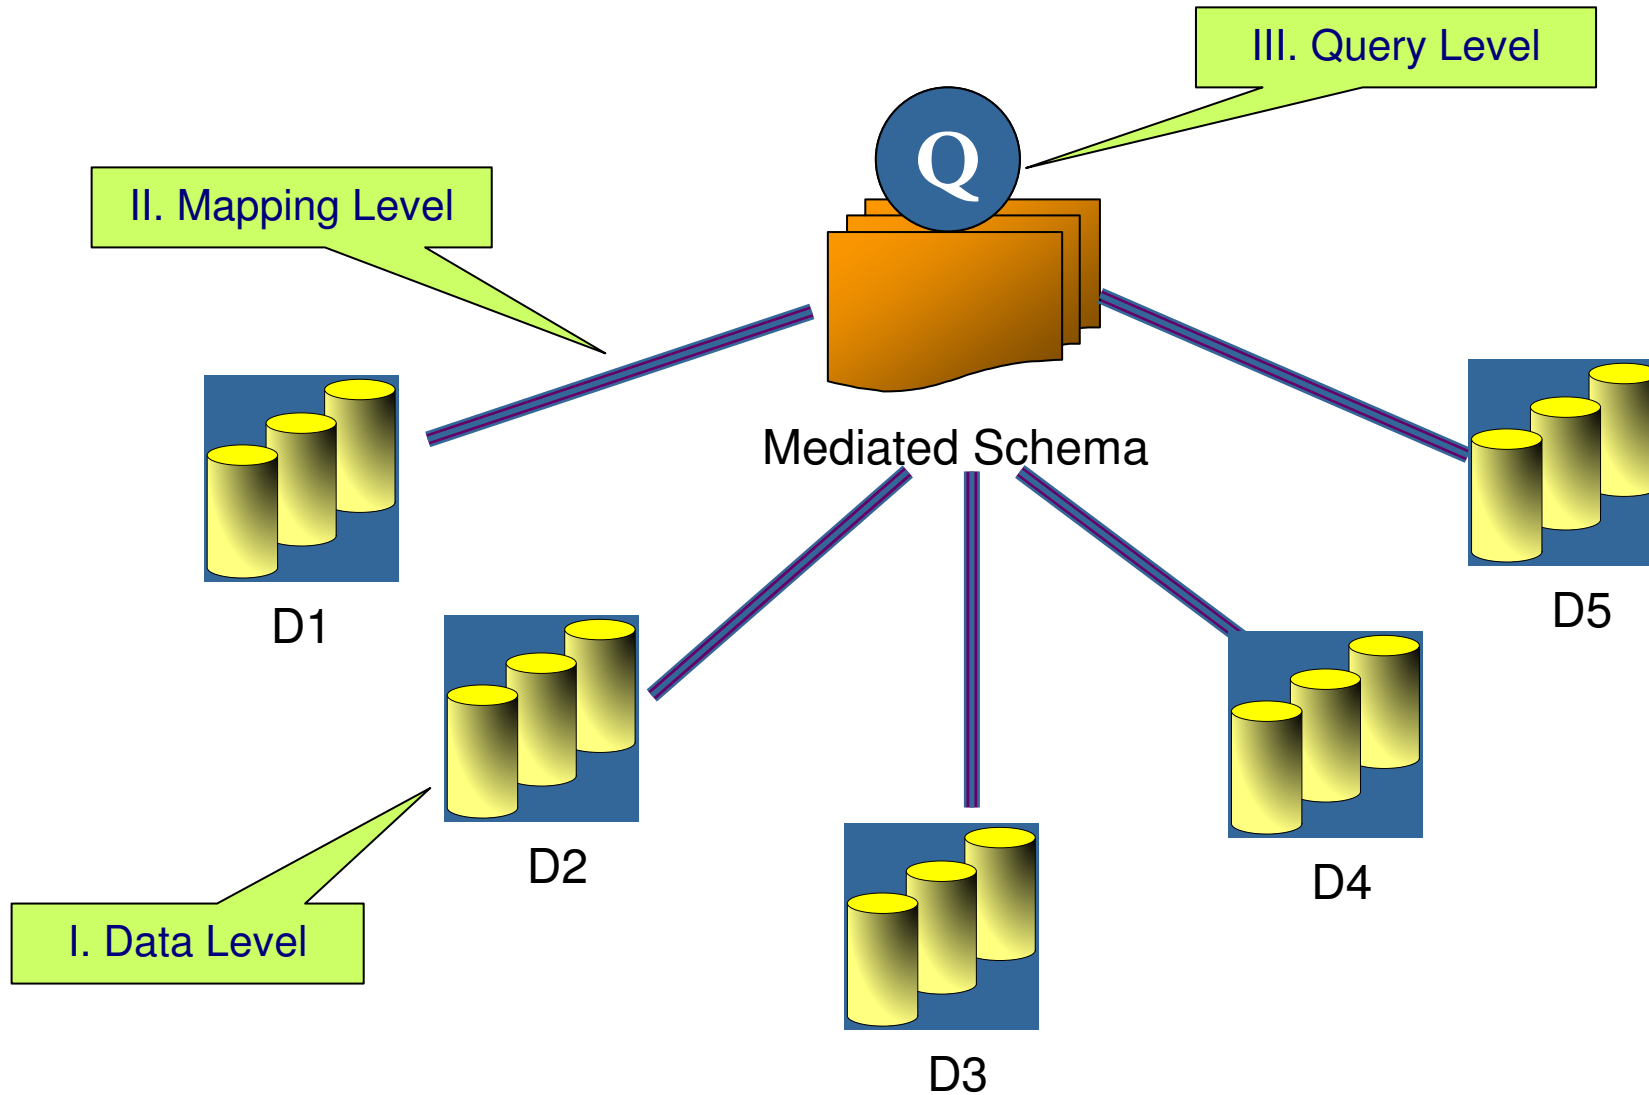 III. Query Level
Q
II. Mapping Level
Mediated Schema
D1
D5
D2
D4
I. Data Level
D3